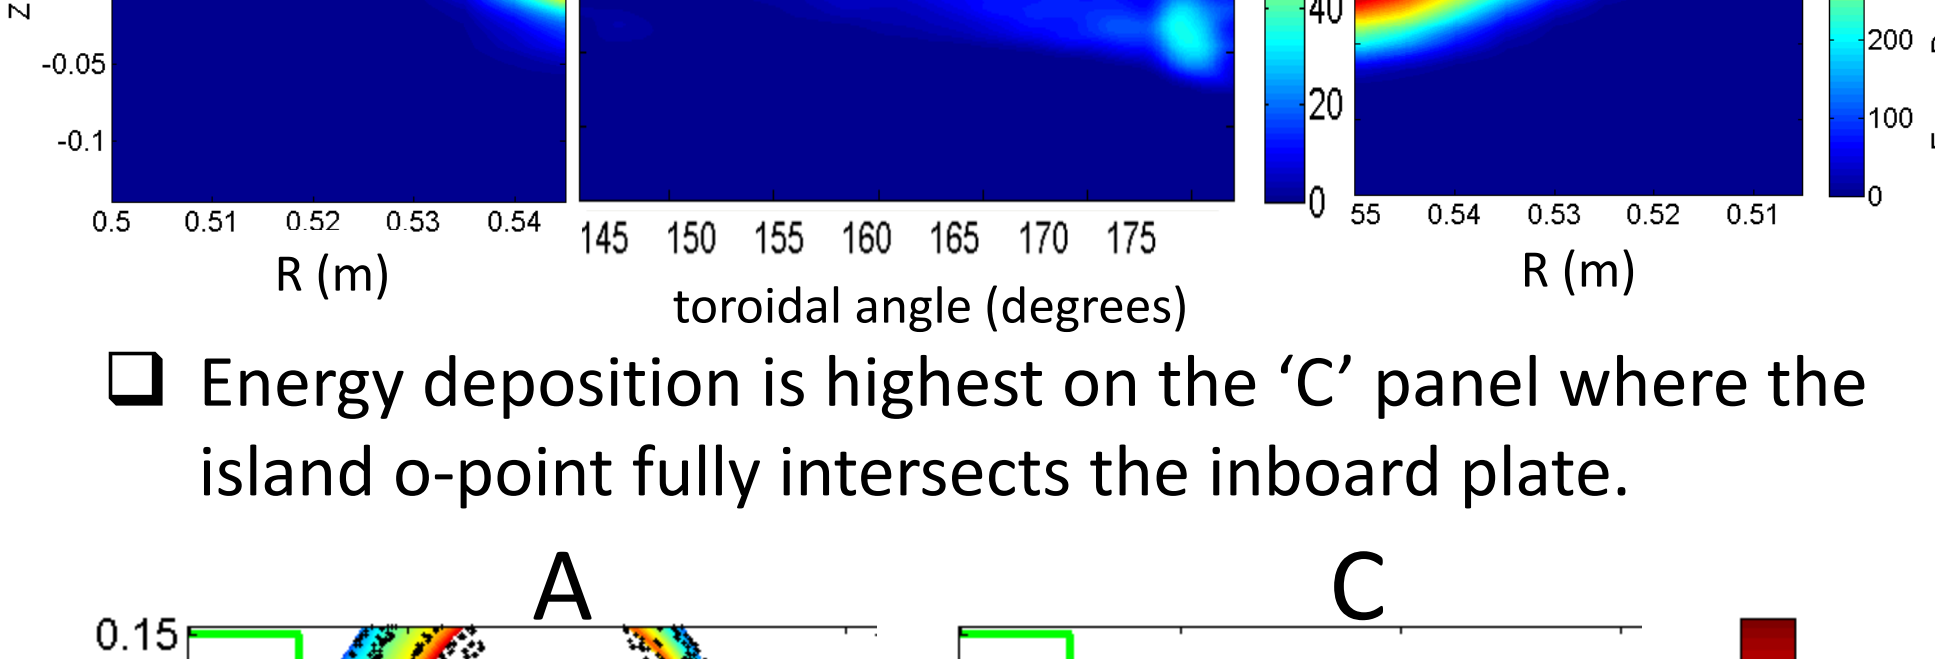 z
-0.05
-0.1
0.5 0.51 0.52 0.53 0.54
R (m)
145 150 155 160 165 170 175
toroidal angle (degrees)
40
20
0
55 0.54 0.53 0.52 0.51
R (m)
200
100
0
Energy deposition is highest on the ‘C’ panel where the
island o-point fully intersects the inboard plate.
A
C
0.15